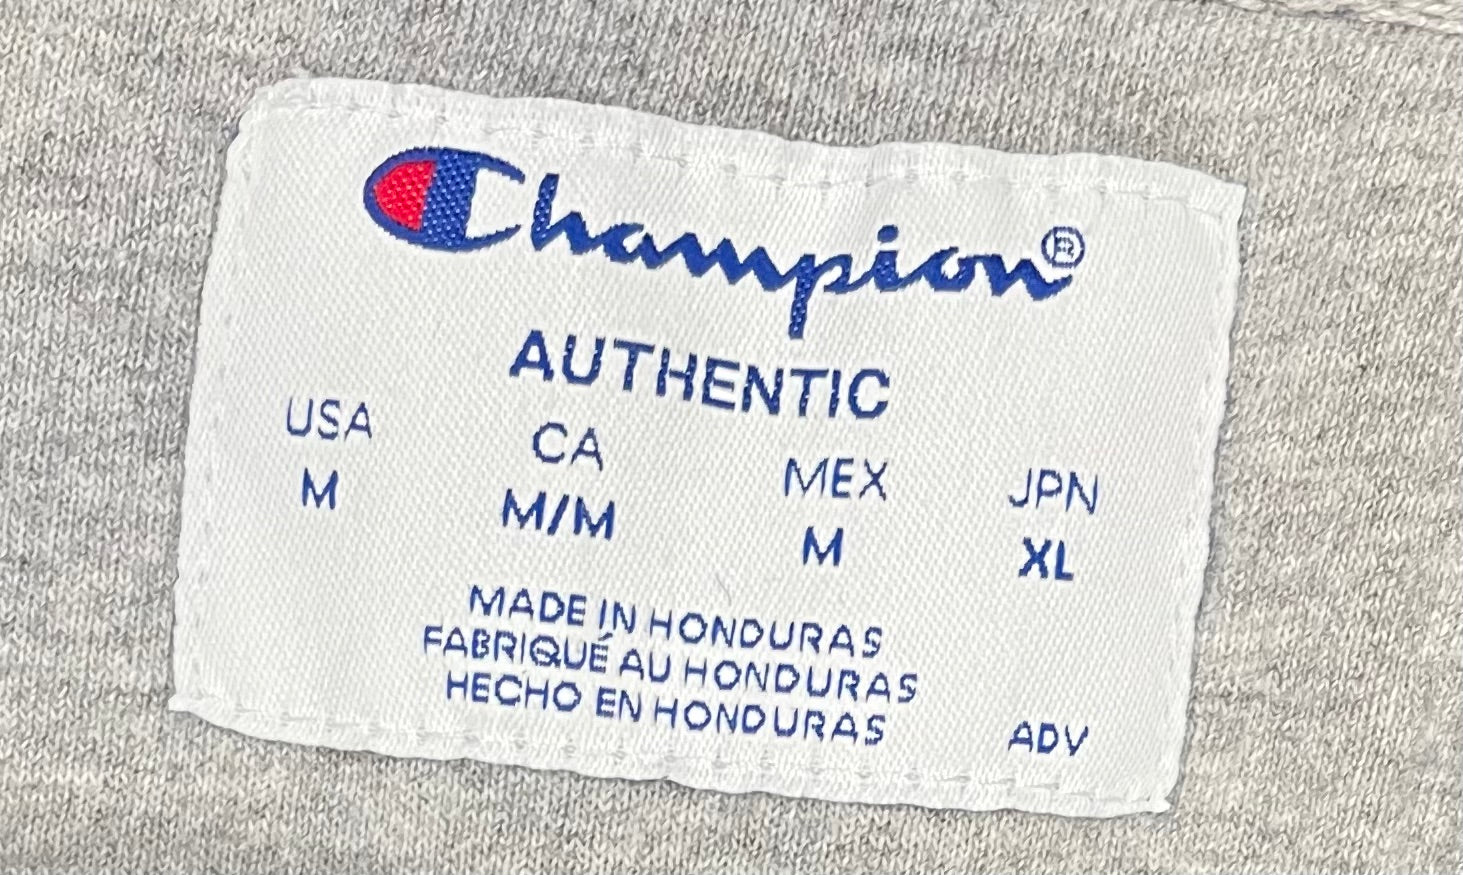 Champion®
AUTHENTIC
USA CA MEX JPN
M M/M M XL
MADE IN HONDURAS
FABRIQUÉ AU HONDURAS
HECHO EN HONDURAS ADV